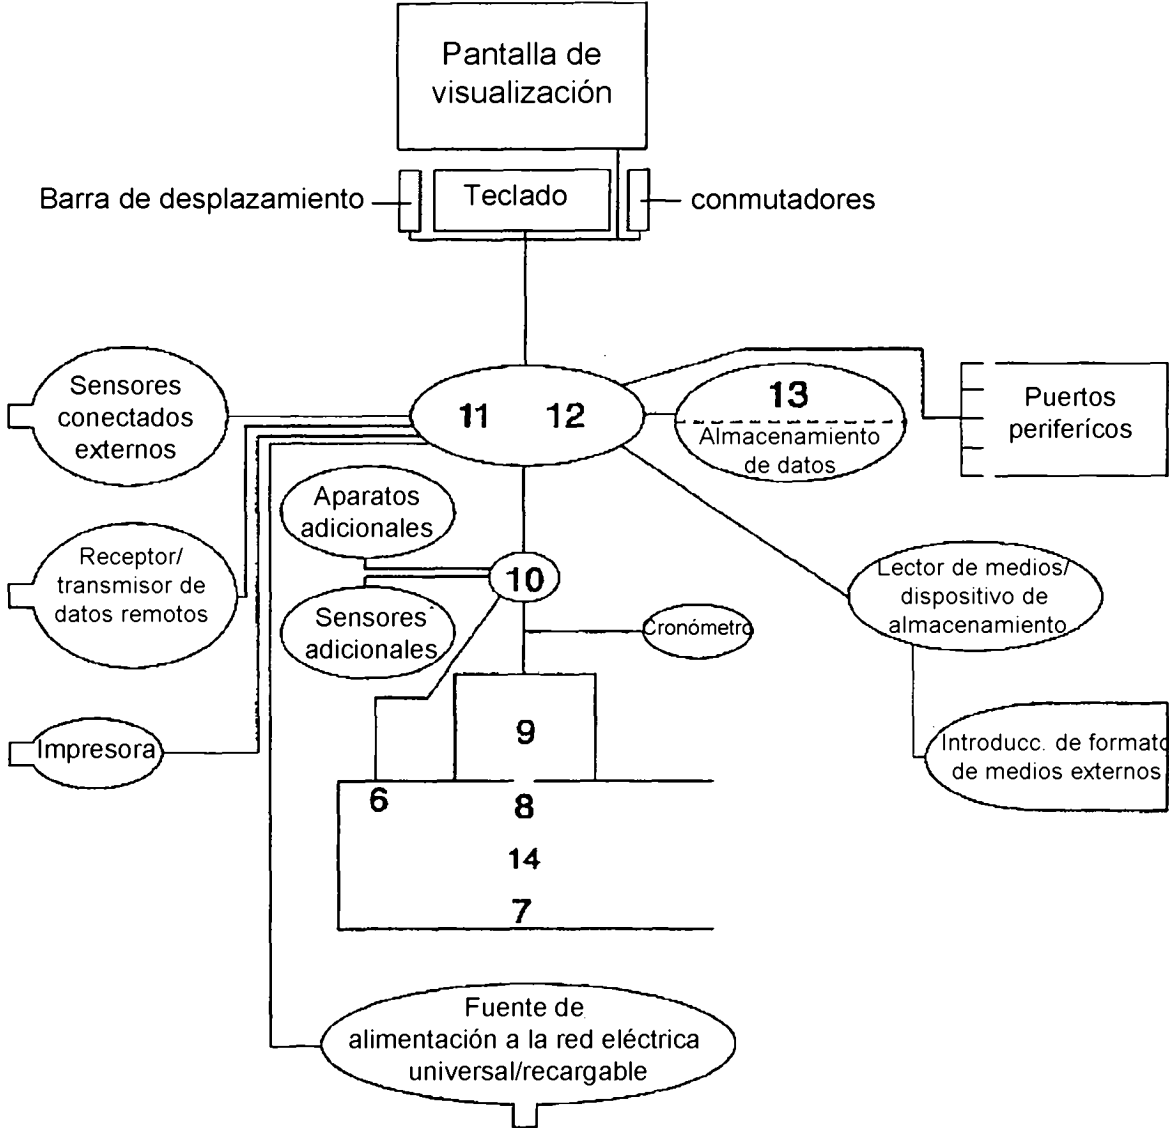 Pantalla de
visualización
Barra de desplazamiento
Teclado
conmutadores
Sensores
conectados
externos
11
12
13
Almacenamiento
de datos
Puertos
periferícos
Aparatos
adicionales
Receptor/
transmisor de
datos remotos
10
Sensores
adicionales
Cronómetro
Lector de medios/
dispositivo de
almacenamiento
Impresora
9
Introducc. de formato
de medios externos
6
8
14
7
Fuente de
alimentación a la red eléctrica
universal/recargable